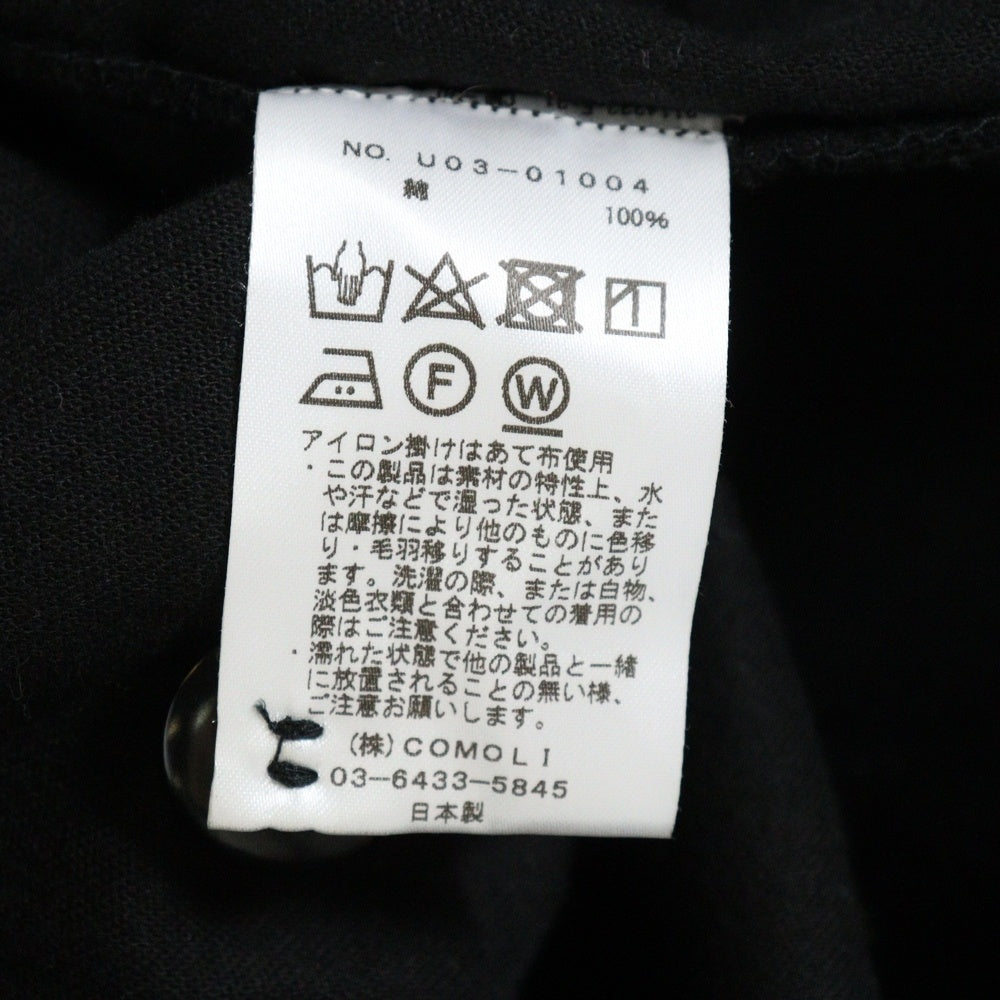 NO. U03-01004
綿 100%
F W
アイロン掛けはあて布使用
・この製品は素材の特性上、水
や汗などで湿った状態、また
は摩擦により他のものに色移
り・毛羽移りすることがあり
ます。洗濯の際、または白物、
淡色衣類と合わせての着用の
際はご注意ください。
・濡れた状態で他の製品と一緒
に放置されることの無い様、
ご注意お願いします。
(株)COMOLI
03-6433-5845
日本製